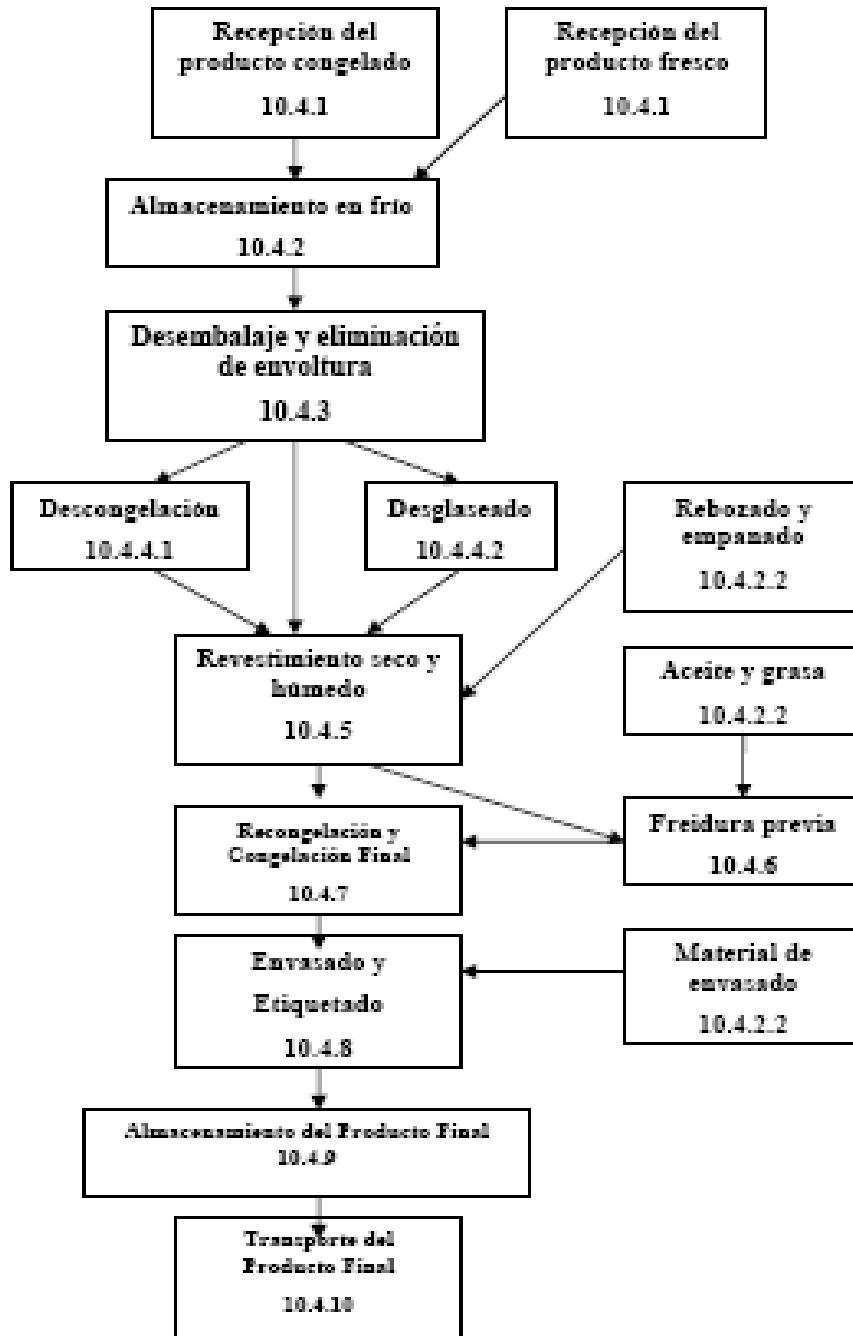 Recepción del
producto congelado
10.4.1
Recepción del
producto fresco
10.4.1
Almacenamiento en frío
10.4.2
Desembalaje y eliminación
de envoltura
10.4.3
Descongelación
10.4.4.1
Desglaseado
10.4.4.2
Rebozado y
empanado
10.4.2.2
Revestimiento seco y
húmedo
10.4.5
Aceite y grasa
10.4.2.2
Recongelación y
Congelación Final
10.4.7
Freidura previa
10.4.6
Envasado y
Etiquetado
10.4.8
Material de
envasado
10.4.2.2
Almacenamiento del Producto Final
10.4.9
Transporte del
Producto Final
10.4.10